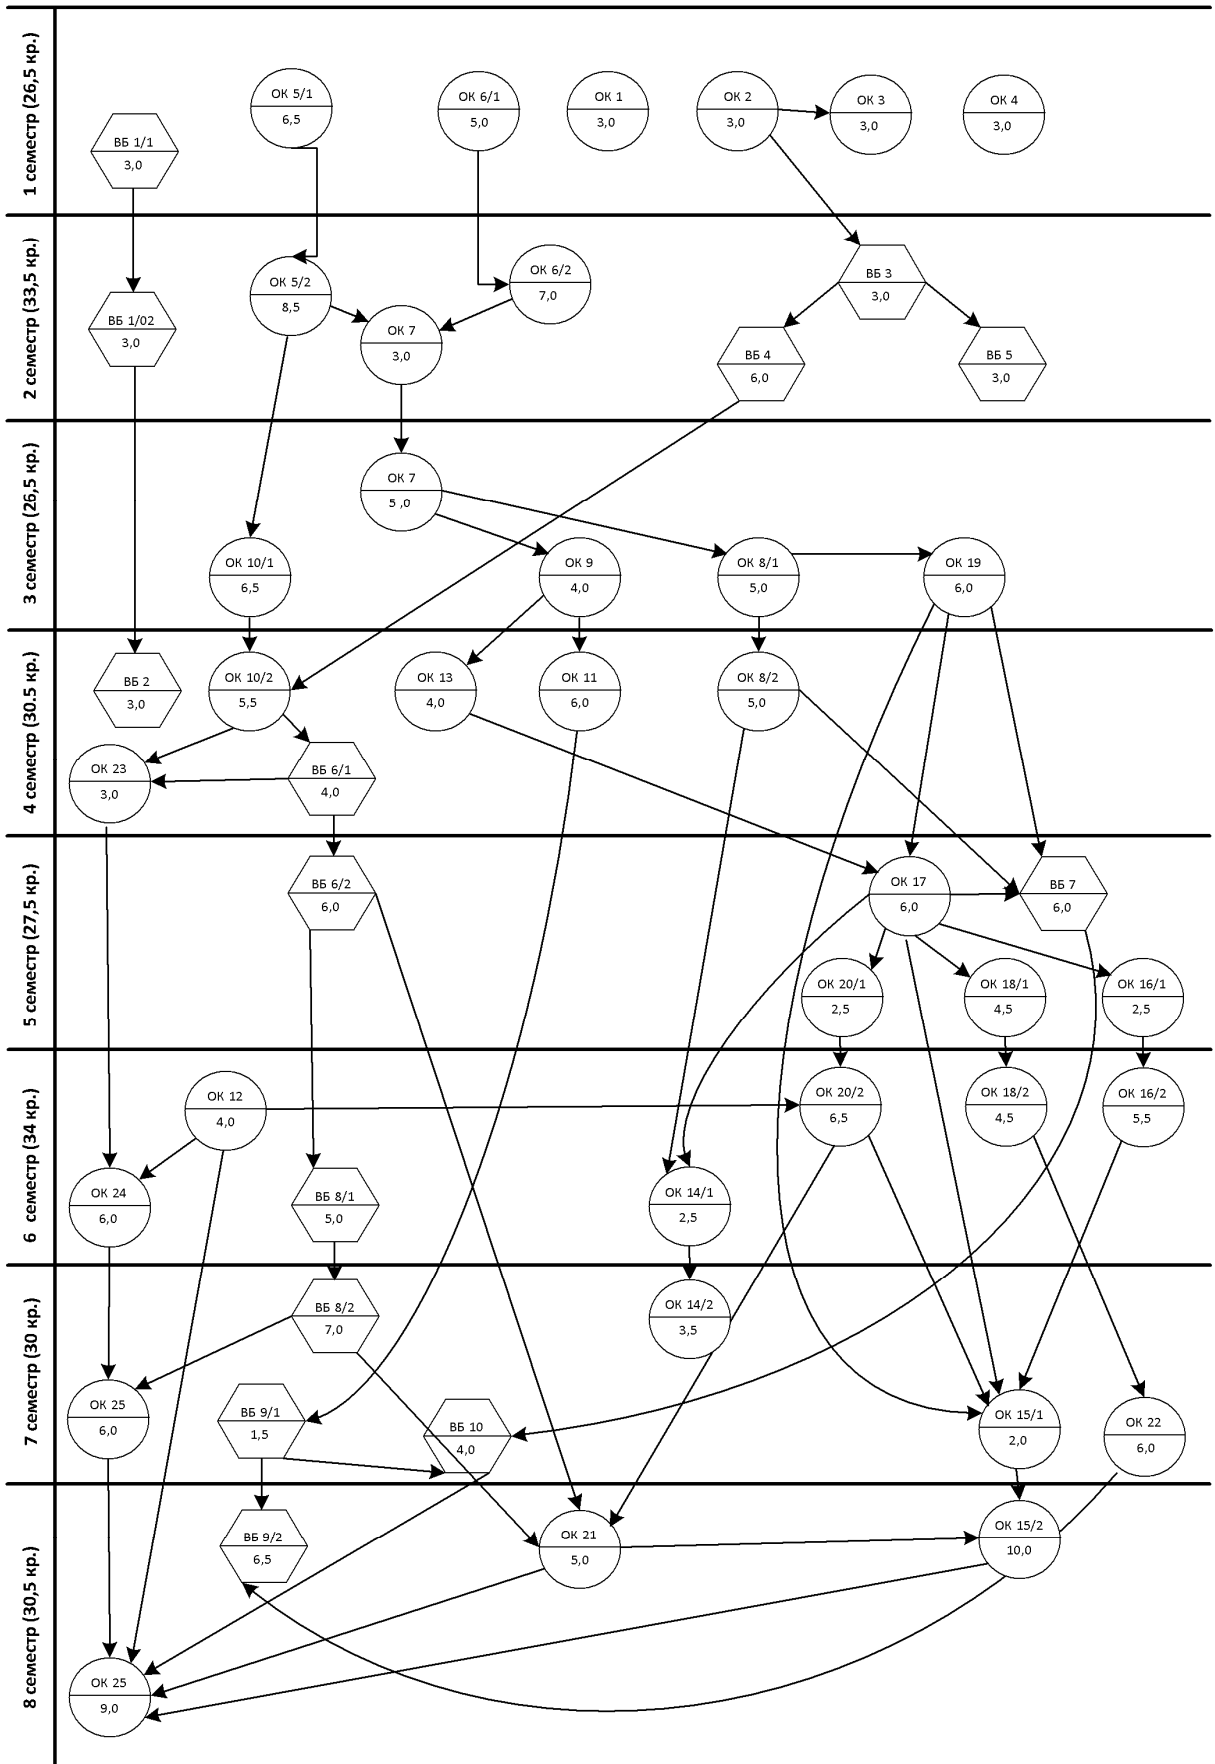 1 семестр (26,5 кр.)
ВБ 1/1
3,0
ОК 5/1
6,5
ОК 6/1
5,0
ОК 1
3,0
ОК 2
3,0
ОК 3
3,0
ОК 4
3,0
2 семестр (33,5 кр.)
ВБ 1/02
3,0
ОК 5/2
8,5
ОК 7
3,0
ОК 6/2
7,0
ВБ 4
6,0
ВБ 3
3,0
ВБ 5
3,0
3 семестр (26,5 кр.)
ОК 7
5 ,0
ОК 10/1
6,5
ОК 9
4,0
ОК 8/1
5,0
ОК 19
6,0
4 семестр (30.5 кр.)
ВБ 2
3,0
ОК 10/2
5,5
ОК 13
4,0
ОК 11
6,0
ОК 8/2
5,0
ОК 23
3,0
ВБ 6/1
4,0
5 семестр (27,5 кр.)
ВБ 6/2
6,0
ОК 17
6,0
ВБ 7
6,0
ОК 20/1
2,5
ОК 18/1
4,5
ОК 16/1
2,5
6 семестр (34 кр.)
ОК 12
4,0
ОК 20/2
6,5
ОК 18/2
4,5
ОК 16/2
5,5
ОК 24
6,0
ВБ 8/1
5,0
ОК 14/1
2,5
7 семестр (30 кр.)
ВБ 8/2
7,0
ОК 14/2
3,5
ОК 25
6,0
ВБ 9/1
1,5
ВБ 10
4,0
ОК 15/1
2,0
ОК 22
6,0
8 семестр (30,5 кр.)
ВБ 9/2
6,5
ОК 21
5,0
ОК 15/2
10,0
ОК 25
9,0